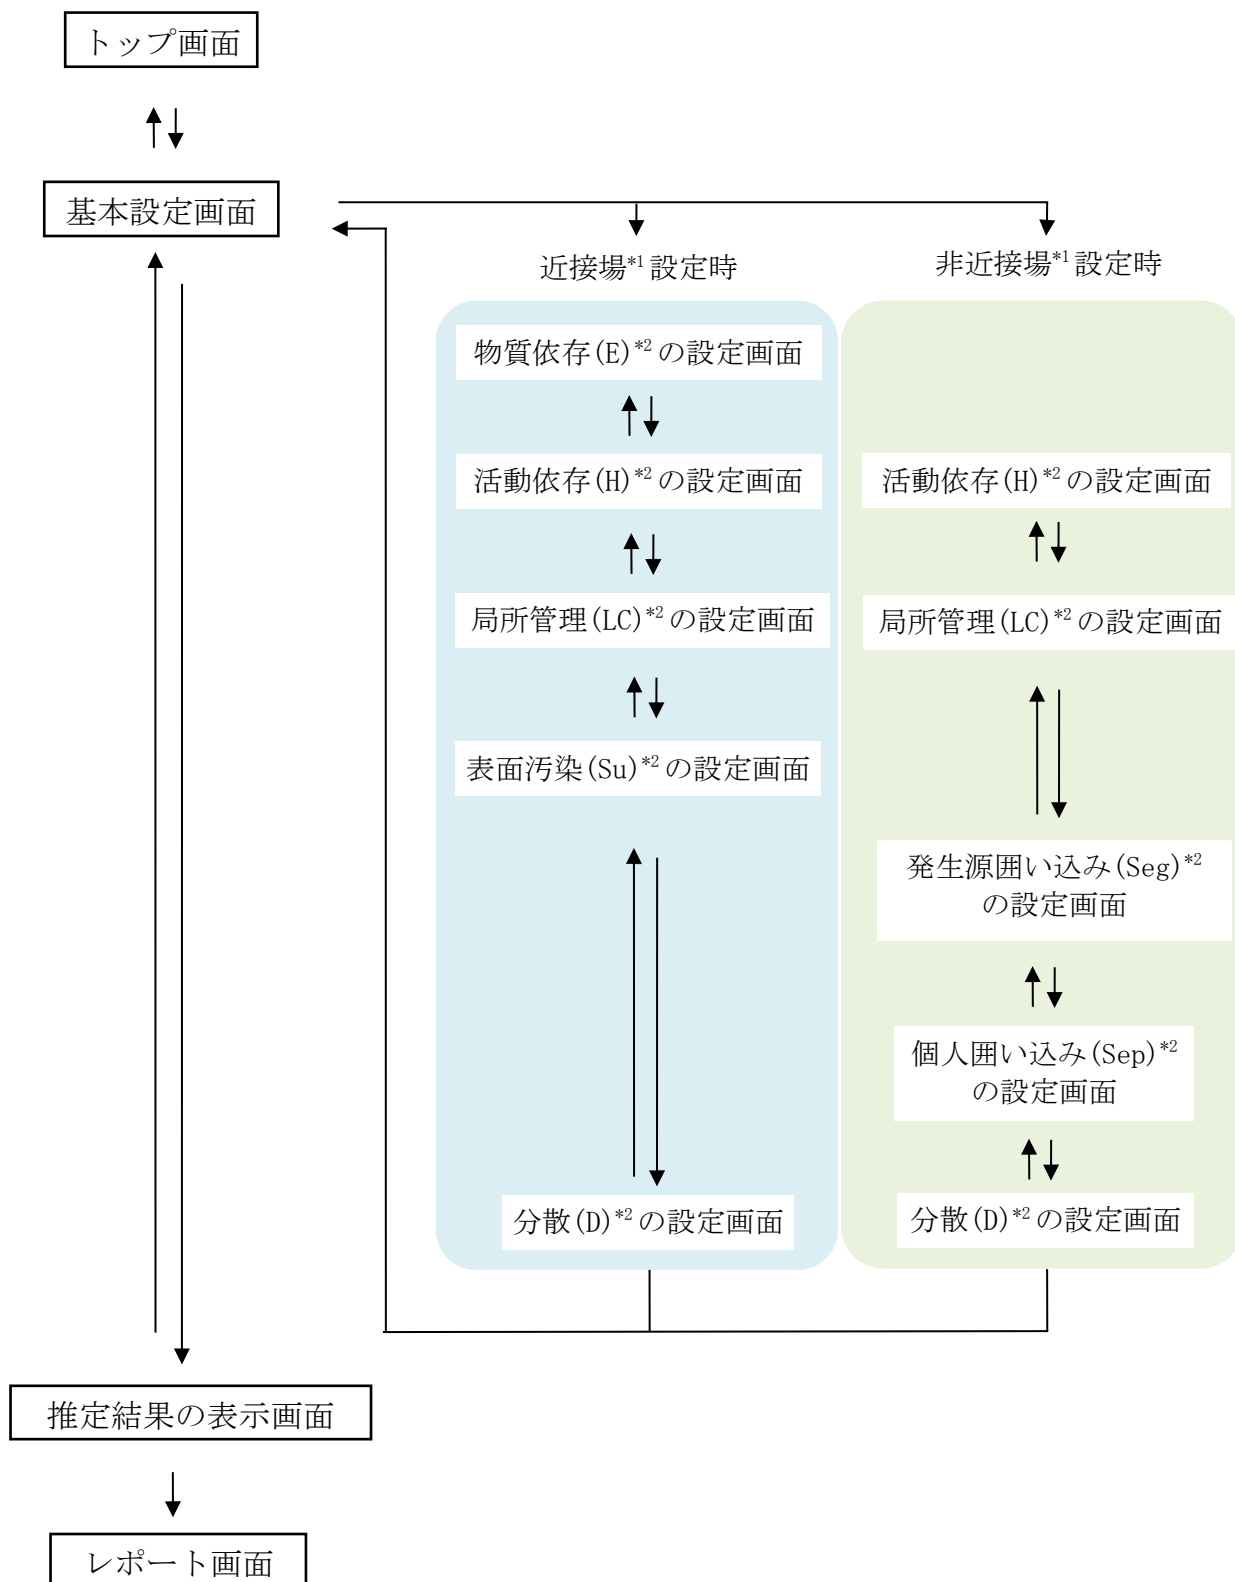 トップ画面
基本設定画面
近接場*1設定時
物質依存(E)*2の設定画面
活動依存(H)*2の設定画面
局所管理(LC)*2の設定画面
表面汚染(Su)*2の設定画面
分散(D)*2の設定画面
非近接場*1設定時
活動依存(H)*2の設定画面
局所管理(LC)*2の設定画面
発生源囲い込み(Seg)*2
の設定画面
個人囲い込み(Sep)*2
の設定画面
分散(D)*2の設定画面
推定結果の表示画面
レポート画面